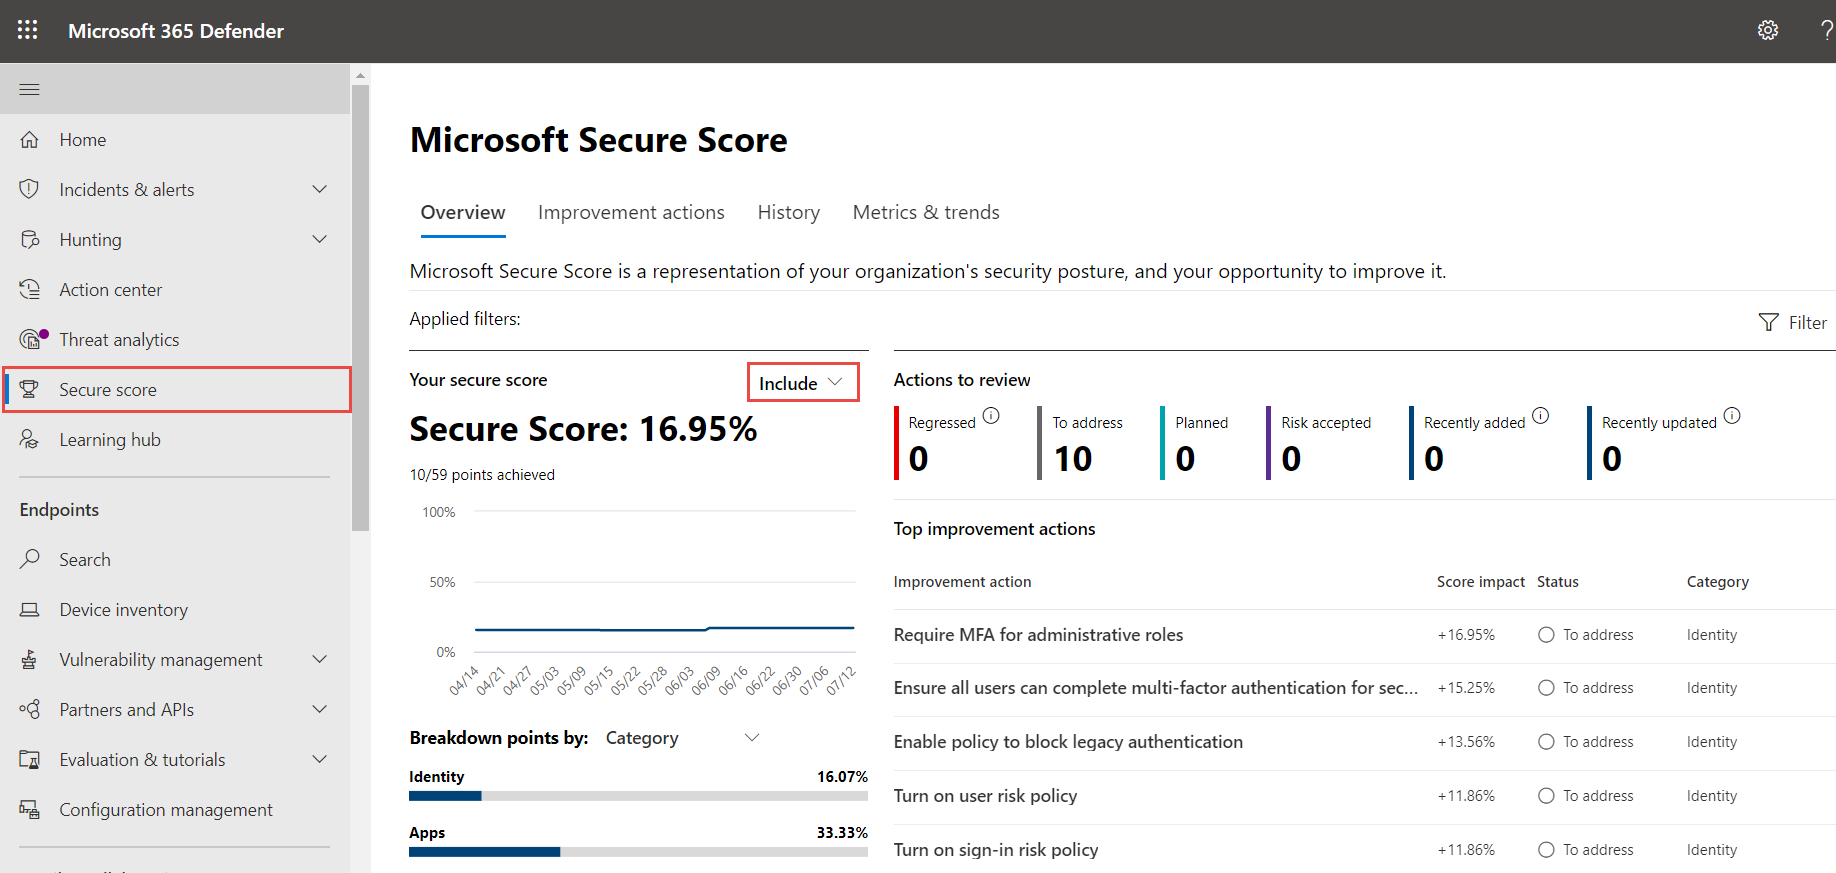 Microsoft 365 Defender
?
Home
Incidents & alerts
Hunting
Action center
Threat analytics
Secure score
Learning hub
Endpoints
Search
Device inventory
Vulnerability management
Partners and APIs
Evaluation & tutorials
Configuration management
Microsoft Secure Score
Overview Improvement actions History Metrics & trends
Microsoft Secure Score is a representation of your organization's security posture, and your opportunity to improve it.
Applied filters:
Filter
Your secure score
Include
Secure Score: 16.95%
10/59 points achieved
100%
50%
0%
04/14 04/21 04/27 05/03 05/09 05/15 05/22 05/28 06/03 06/09 06/16 06/22 06/30 07/06 07/12
Breakdown points by: Category
Identity 16.07%
Apps 33.33%
Actions to review
Regressed To address Planned Risk accepted Recently added Recently updated
0 10 0 0 0 0
Top improvement actions
Improvement action Score impact Status Category
Require MFA for administrative roles +16.95% To address Identity
Ensure all users can complete multi-factor authentication for sec... +15.25% To address Identity
Enable policy to block legacy authentication +13.56% To address Identity
Turn on user risk policy +11.86% To address Identity
Turn on sign-in risk policy +11.86% To address Identity